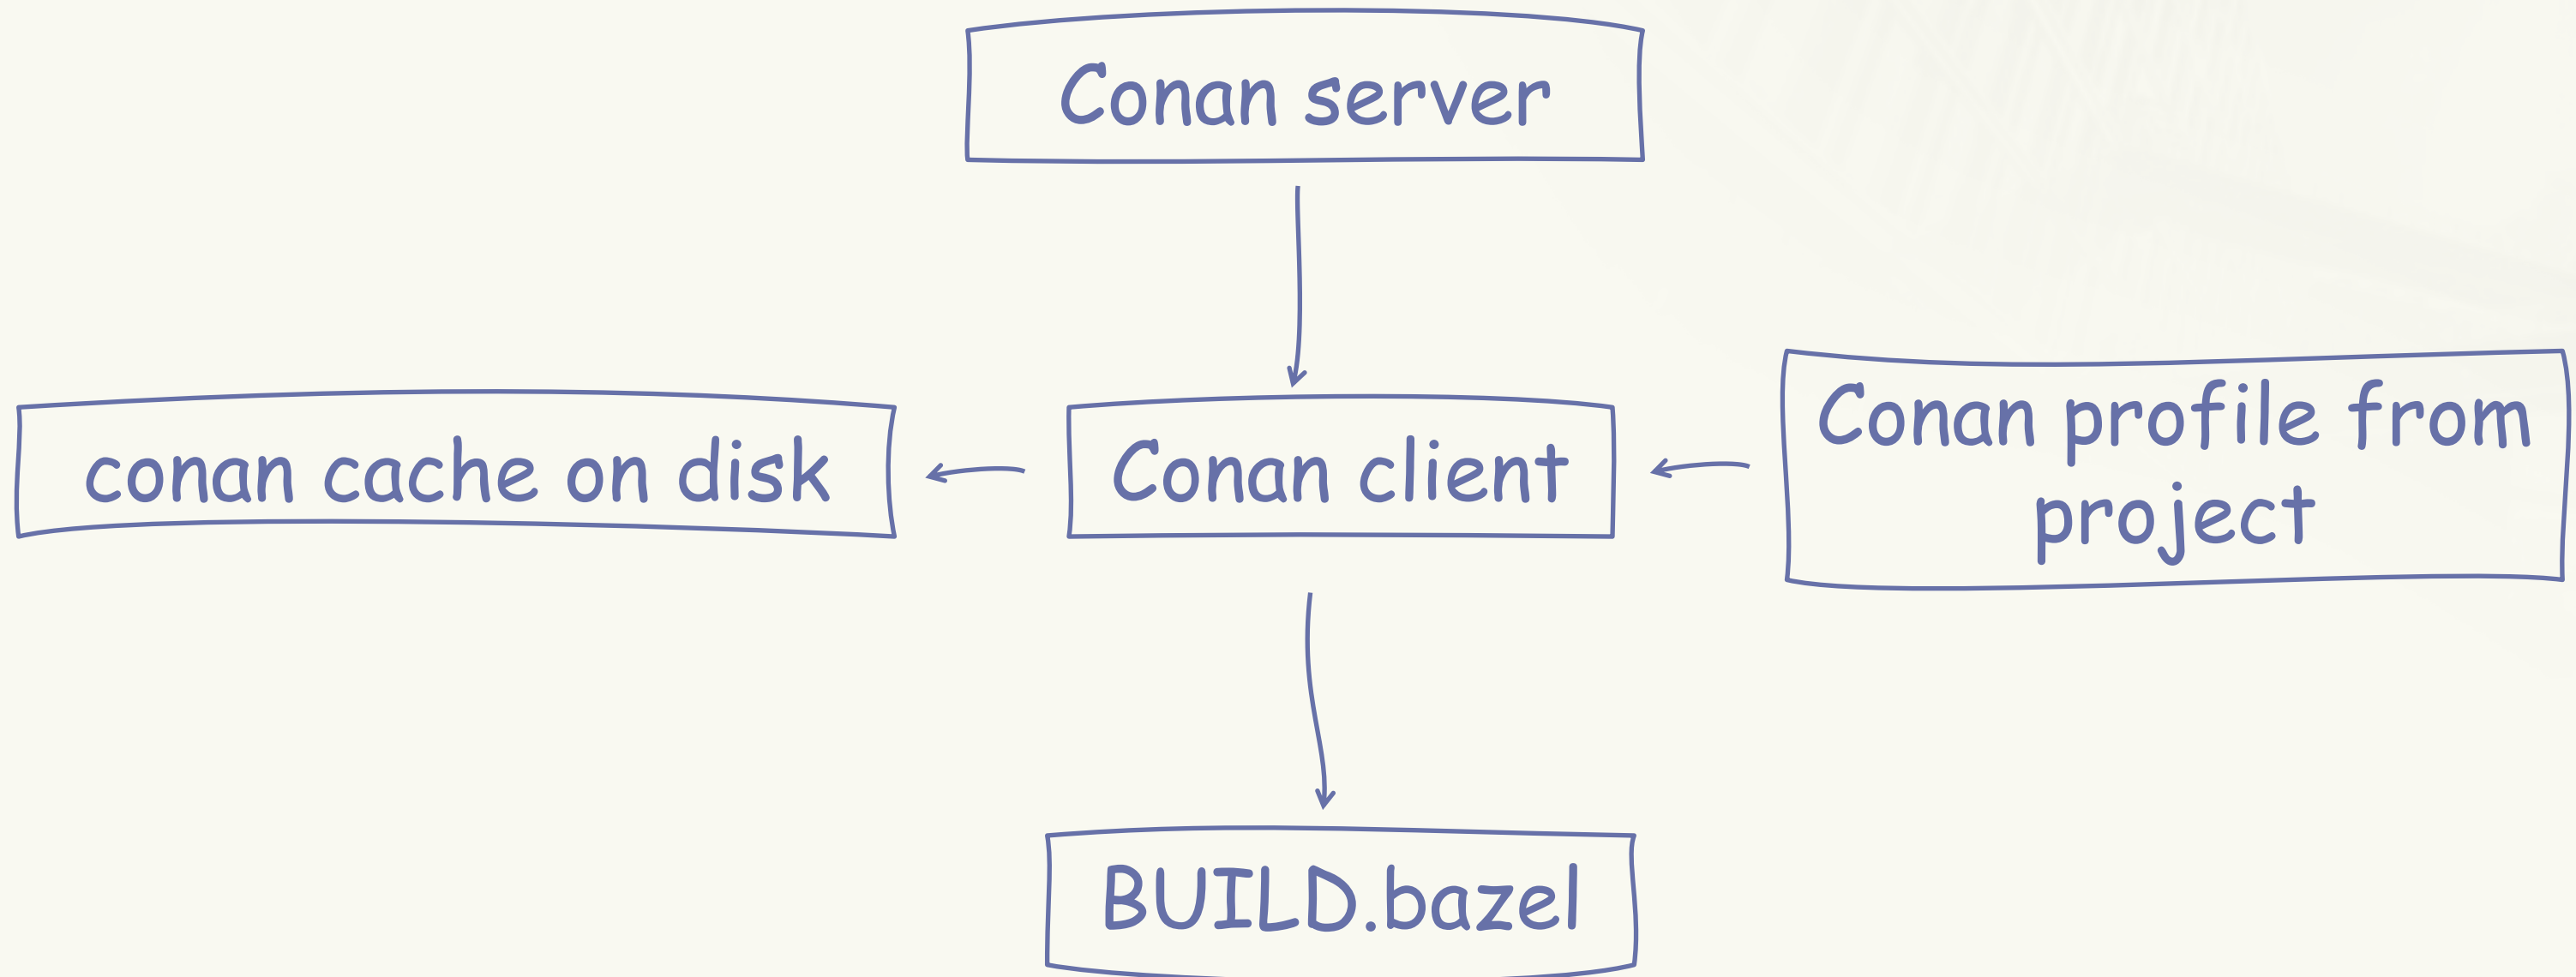 Conan server
conan cache on disk
Conan client
Conan profile from
project
BUILD.bazel